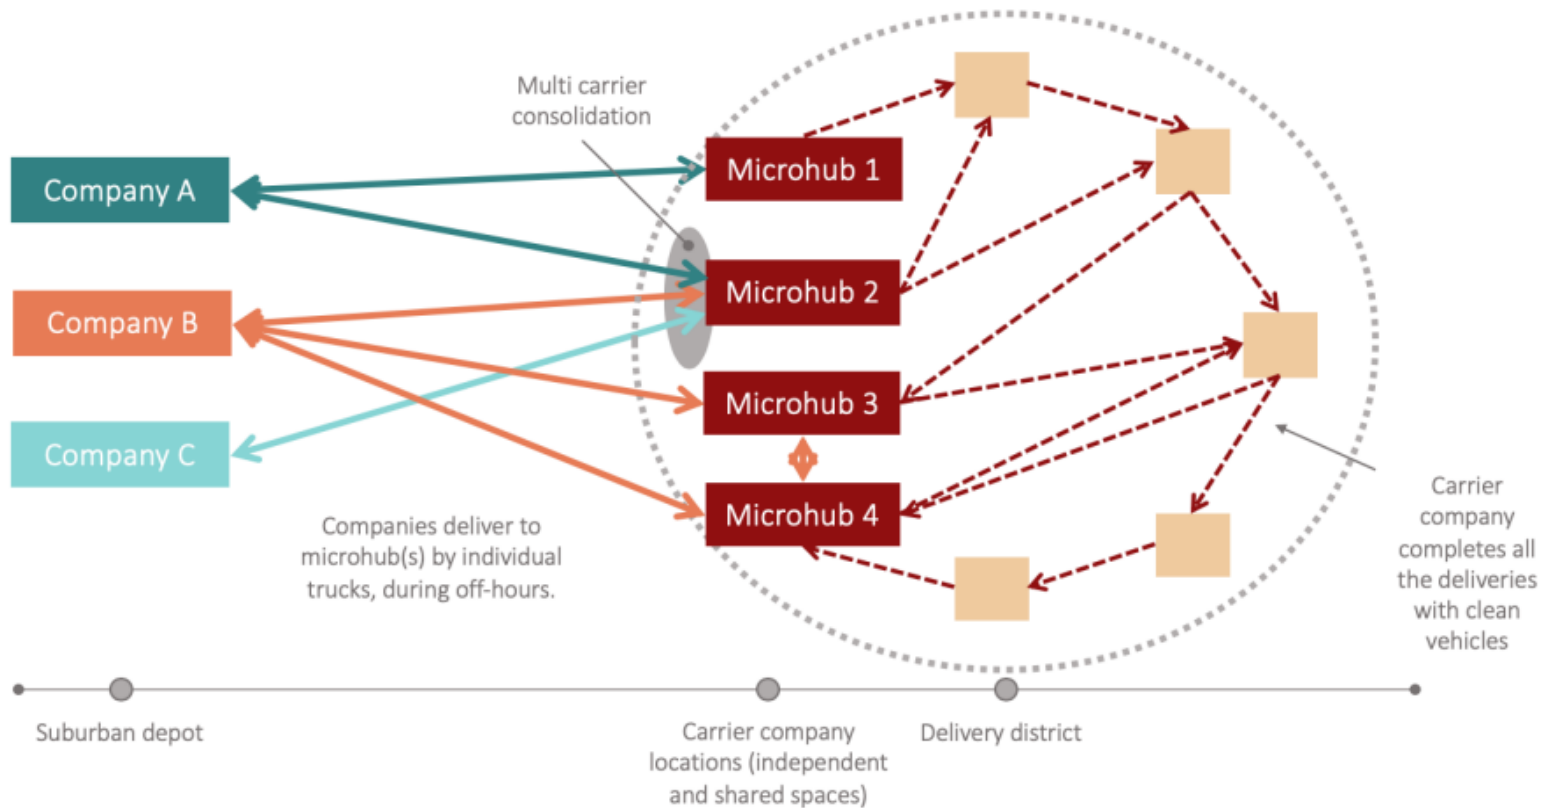 Multi carrier
consolidation
Company A
Microhub 1
Microhub 2
Company B
Microhub 3
Company C
Microhub 4
Companies deliver to
microhub(s) by individual
trucks, during off-hours.
Carrier
company
completes all
the deliveries
with clean
vehicles
Suburban depot
Carrier company
locations (independent
and shared spaces)
Delivery district